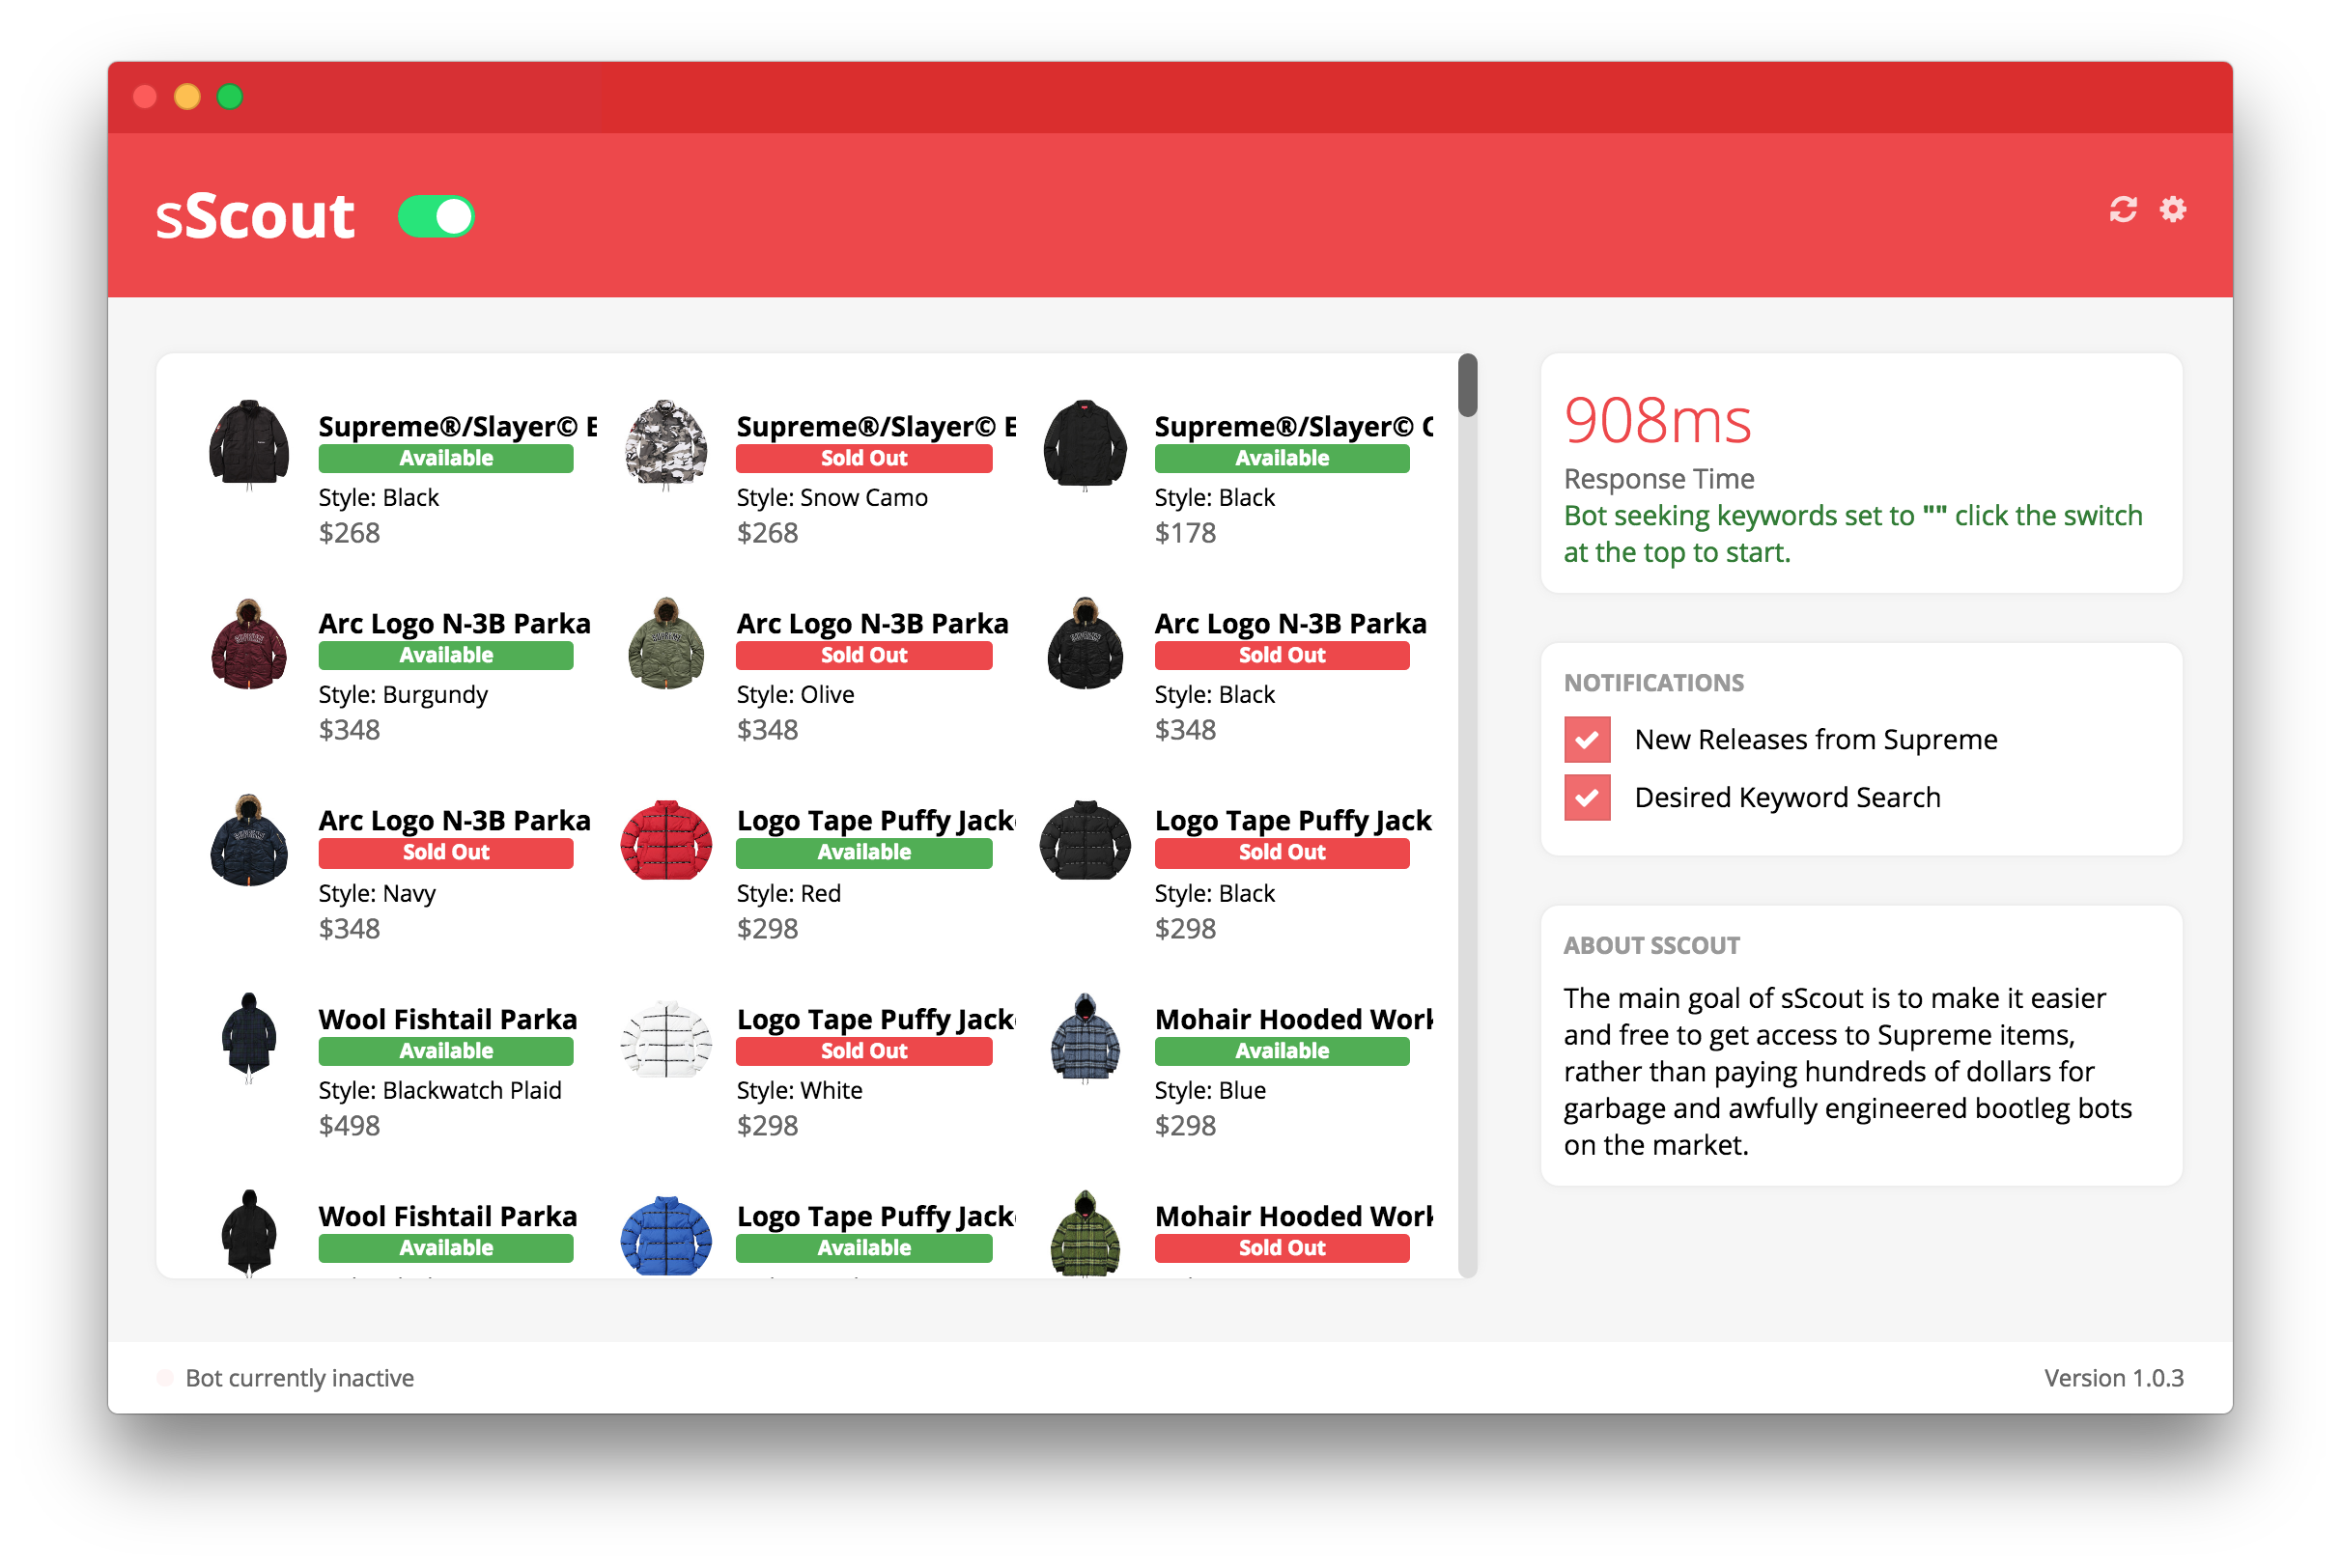 sScout
Supreme®/Slayer© E
Available
Style: Black
$268
Supreme®/Slayer© E
Sold Out
Style: Snow Camo
$268
Supreme®/Slayer©
Available
Style: Black
$178
Arc Logo N-3B Parka
Available
Style: Burgundy
$348
Arc Logo N-3B Parka
Sold Out
Style: Olive
$348
Arc Logo N-3B Parka
Sold Out
Style: Black
$348
Arc Logo N-3B Parka
Sold Out
Style: Navy
$348
Logo Tape Puffy Jack
Available
Style: Red
$298
Logo Tape Puffy Jack
Sold Out
Style: Black
$298
Wool Fishtail Parka
Available
Style: Blackwatch Plaid
$498
Logo Tape Puffy Jack
Sold Out
Style: White
$298
Mohair Hooded Work
Available
Style: Blue
$298
Wool Fishtail Parka
Available
Logo Tape Puffy Jack
Available
Mohair Hooded Work
Sold Out
908ms
Response Time
Bot seeking keywords set to "" click the switch
at the top to start.
NOTIFICATIONS
New Releases from Supreme
Desired Keyword Search
ABOUT SSCOUT
The main goal of sScout is to make it easier
and free to get access to Supreme items,
rather than paying hundreds of dollars for
garbage and awfully engineered bootleg bots
on the market.
Bot currently inactive
Version 1.0.3